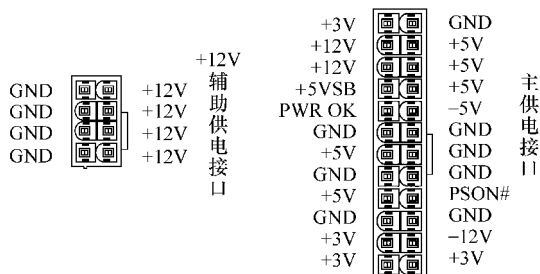 +12V
辅助供电接口
GND +12V
GND +12V
GND +12V
GND +12V
+3V GND
+12V +5V
+12V +5V
+5VSB +5V
PWR OK −5V
GND GND
+5V GND
GND GND
+5V PSON#
GND GND
+3V −12V
+3V +3V
主供电接口